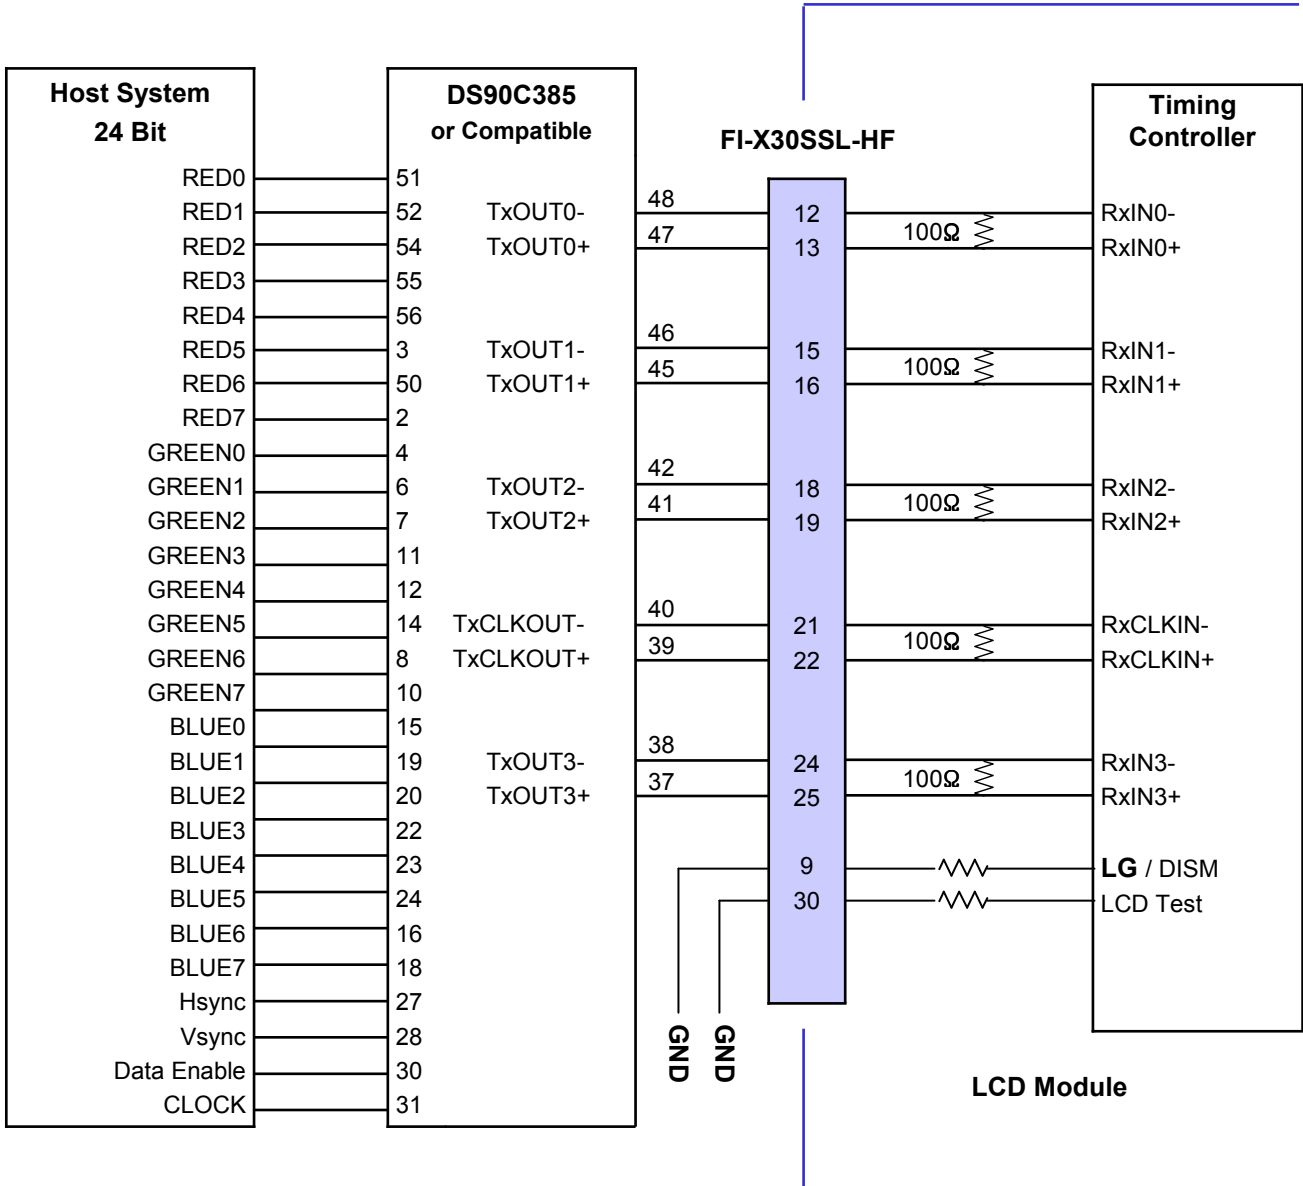 Host System
24 Bit
RED0
RED1
RED2
RED3
RED4
RED5
RED6
RED7
GREEN0
GREEN1
GREEN2
GREEN3
GREEN4
GREEN5
GREEN6
GREEN7
BLUE0
BLUE1
BLUE2
BLUE3
BLUE4
BLUE5
BLUE6
BLUE7
Hsync
Vsync
Data Enable
CLOCK
DS90C385
or Compatible
51
52
54
55
56
3
50
2
4
6
7
11
12
14
8
10
15
19
20
22
23
24
16
18
27
28
30
31
TxOUT0-
TxOUT0+
TxOUT1-
TxOUT1+
TxOUT2-
TxOUT2+
TxCLKOUT-
TxCLKOUT+
TxOUT3-
TxOUT3+
48
47
46
45
42
41
40
39
38
37
GND
GND
FI-X30SSL-HF
12
13
15
16
18
19
21
22
24
25
9
30
100Ω
100Ω
100Ω
100Ω
100Ω
Timing
Controller
RxIN0-
RxIN0+
RxIN1-
RxIN1+
RxIN2-
RxIN2+
RxCLKIN-
RxCLKIN+
RxIN3-
RxIN3+
LG / DISM
LCD Test
LCD Module